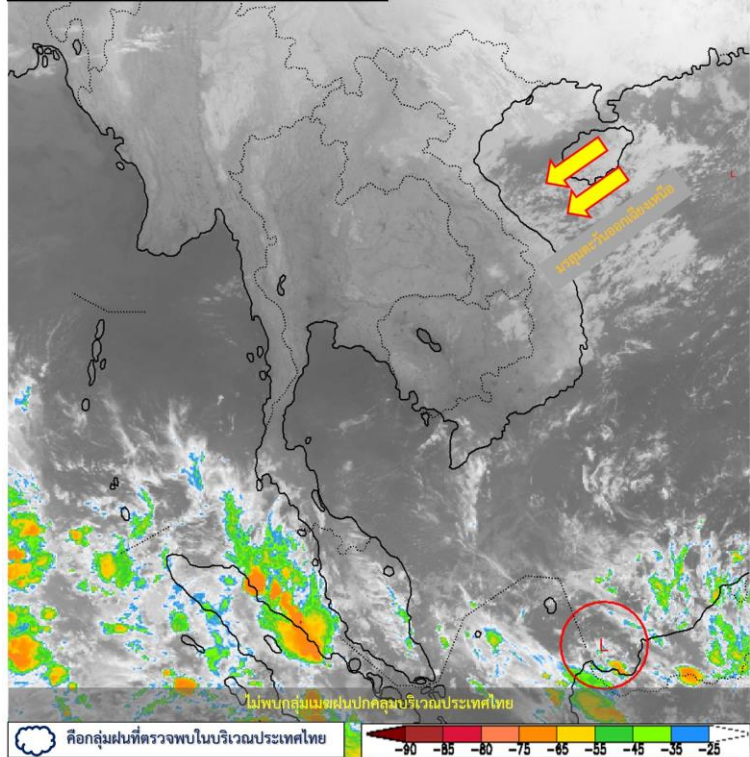 L
มรสุมตะวันออกเฉียงเหนือ
L
ไม่พบกลุ่มเมฆฝนปกคลุมบริเวณประเทศไทย
คือกลุ่มฝนที่ตรวจพบในบริเวณประเทศไทย
-90 -85 -80 -75 -65 -55 -45 -35 -25